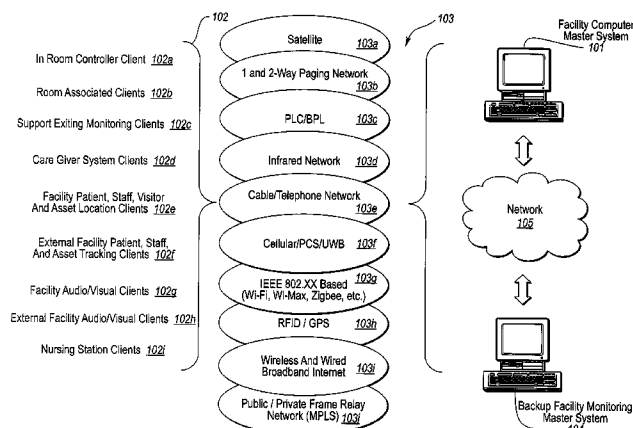 102
In Room Controller Client 102a
Room Associated Clients 102b
Support Exiting Monitoring Clients 102c
Care Giver System Clients 102d
Facility Patient, Staff, Visitor
And Asset Location Clients 102e
External Facility Patient, Staff,
And Asset Tracking Clients 102f
Facility Audio/Visual Clients 102g
External Facility Audio/Visual Clients 102h
Nursing Station Clients 102i
103
Satellite 103a
1 and 2-Way Paging Network
103b
PLC/BPL
103c
Infrared Network 103d
Cable/Telephone Network
103e
Cellular/PCS/UWB 103f
103g
IEEE 802.XX Based
(Wi-Fi, Wi-Max, Zigbee, etc.)
RFID / GPS 103h
Wireless And Wired
Broadband Internet 103i
Public / Private Frame Relay
Network (MPLS) 103j
Facility Computer
Master System
101
Network
105
Backup Facility Monitoring
Master System
104